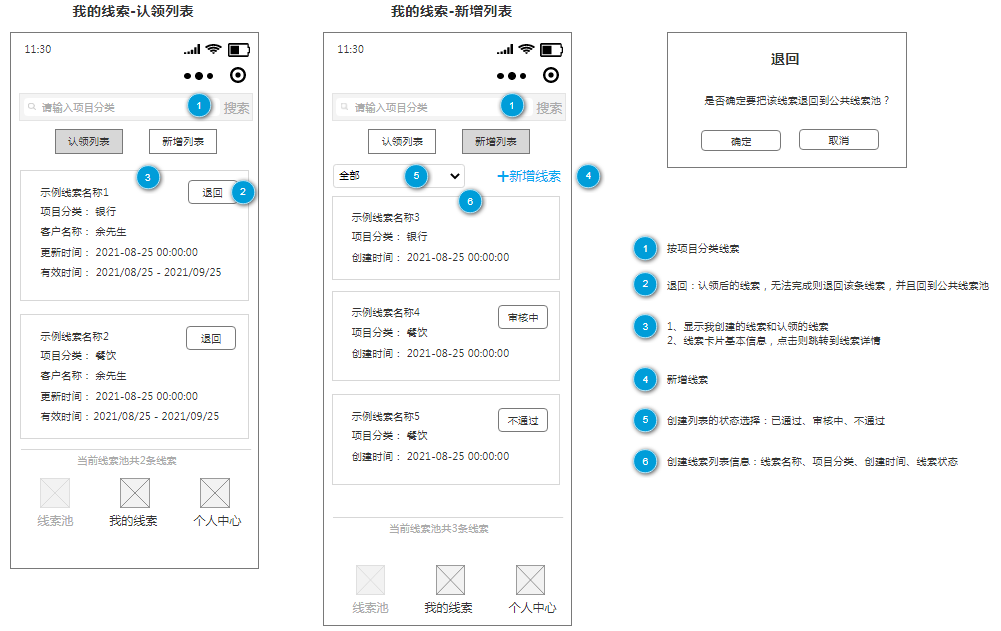 我的线索-认领列表
11:30
请输入项目分类
1
搜索
认领列表
新增列表
3
示例线索名称1
退回
2
项目分类： 银行
客户名称： 余先生
更新时间： 2021-08-25 00:00:00
有效时间： 2021/08/25 - 2021/09/25
示例线索名称2
退回
项目分类： 餐饮
客户名称： 余先生
更新时间： 2021-08-25 00:00:00
有效时间：2021/08/25 - 2021/09/25
当前线索池共2条线索
线索池
我的线索
个人中心
我的线索-新增列表
11:30
请输入项目分类
1
搜索
认领列表
新增列表
全部
5
+新增线索
4
6
示例线索名称3
项目分类： 银行
创建时间： 2021-08-25 00:00:00
示例线索名称4
审核中
项目分类： 餐饮
创建时间： 2021-08-25 00:00:00
示例线索名称5
不通过
项目分类： 餐饮
创建时间： 2021-08-25 00:00:00
当前线索池共3条线索
线索池
我的线索
个人中心
退回
是否确定要把该线索退回到公共线索池？
确定
取消
1
按项目分类线索
2
退回：认领后的线索，无法完成则退回该条线索，并且回到公共线索池
3
1、显示我创建的线索和认领的线索
2、线索卡片基本信息，点击则跳转到线索详情
4
新增线索
5
创建列表的状态选择：已通过、审核中、不通过
6
创建线索列表信息：线索名称、项目分类、创建时间、线索状态